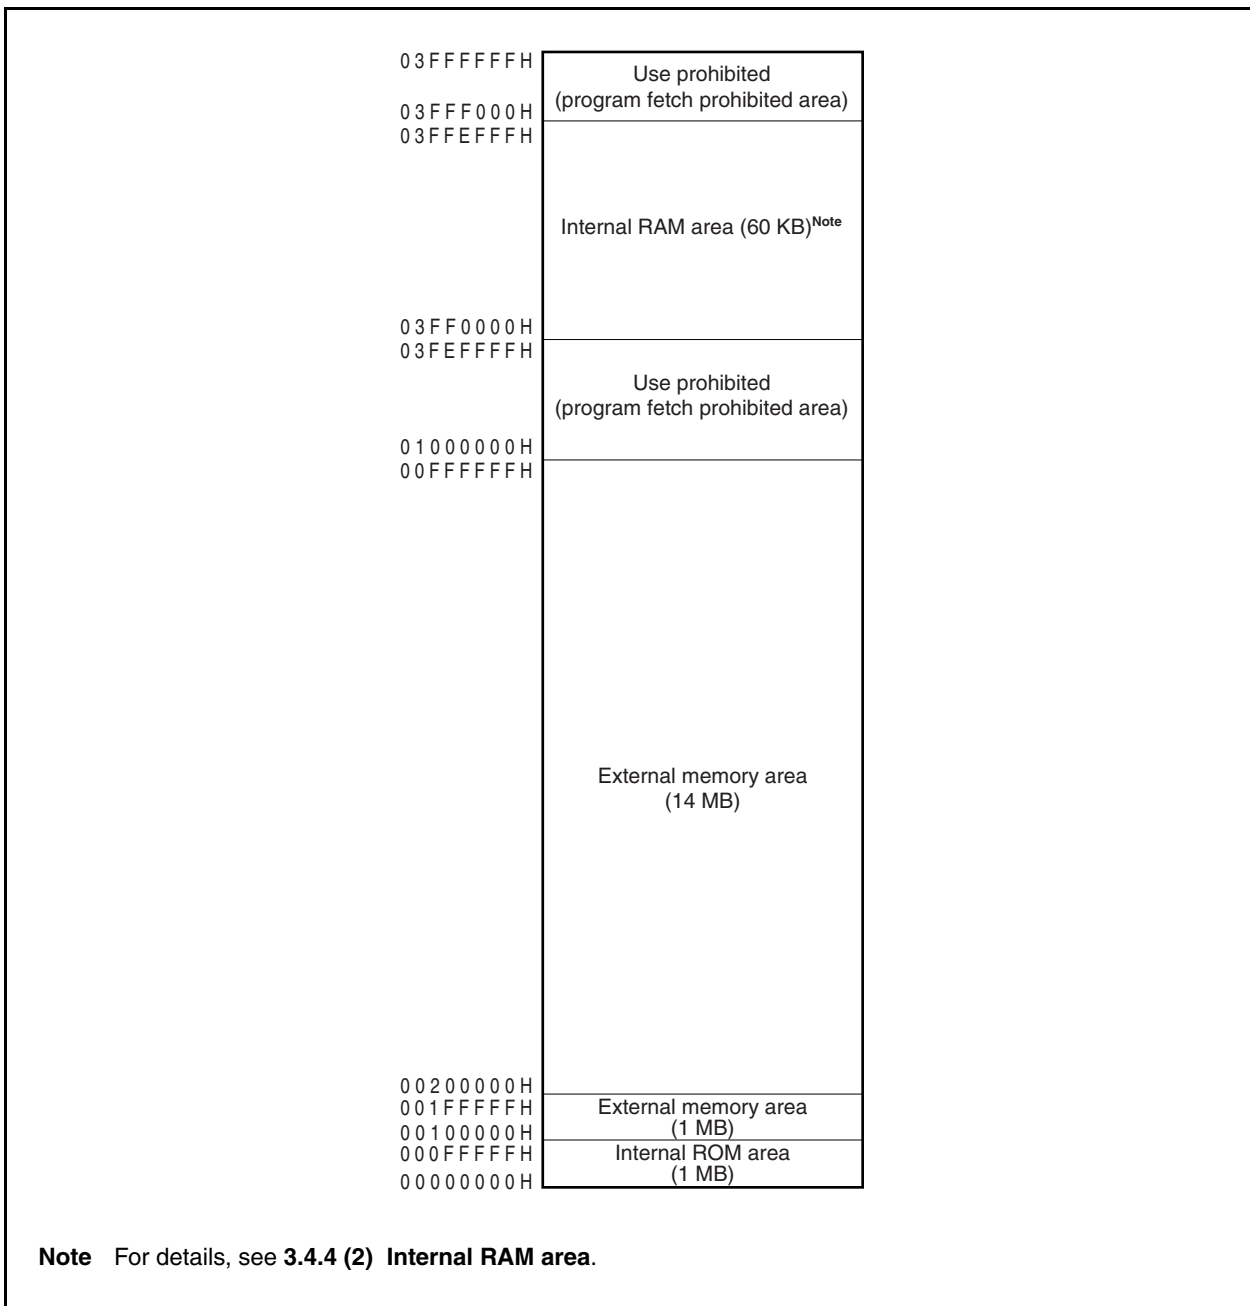 03FFFFFFH
Use prohibited
(program fetch prohibited area)
03FFF000H
03FFEFFFH
Internal RAM area (60 KB)Note
03FF0000H
03FEFFFFH
Use prohibited
(program fetch prohibited area)
01000000H
00FFFFFFH
External memory area
(14 MB)
00200000H
001FFFFFH
External memory area
(1 MB)
00100000H
000FFFFFH
Internal ROM area
(1 MB)
00000000H
Note For details, see 3.4.4 (2) Internal RAM area.